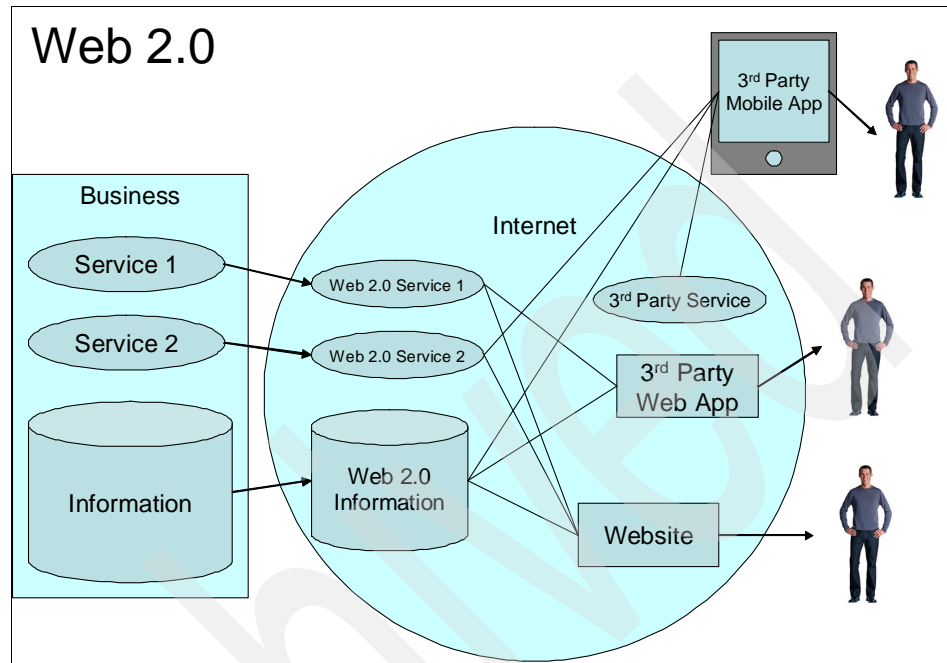 Web 2.0
3rd Party
Mobile App
Business
Internet
Service 1
Web 2.0 Service 1
3rd Party Service
Service 2
Web 2.0 Service 2
3rd Party
Web App
Information
Web 2.0
Information
Website